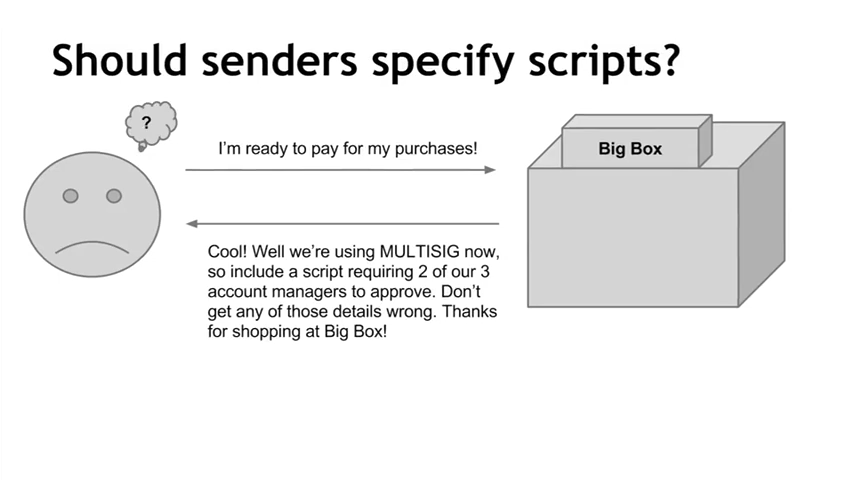 Should senders specify scripts?
?
I'm ready to pay for my purchases!
Big Box
Cool! Well we're using MULTISIG now,
so include a script requiring 2 of our 3
account managers to approve. Don't
get any of those details wrong. Thanks
for shopping at Big Box!